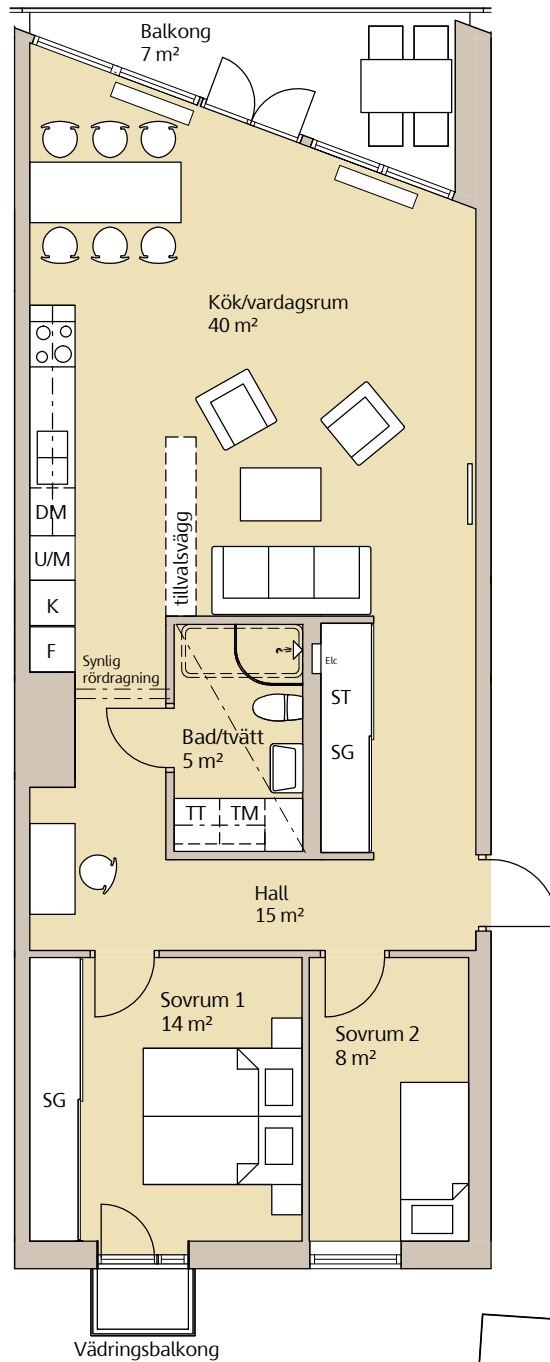 Balkong
7 m²
Kök/vardagsrum
40 m²
DM
U/M
K
F
tillvalsvägg
Synlig
rördragning
Elc
ST
SG
Bad/tvätt
5 m²
TT
TM
Hall
15 m²
Sovrum 1
14 m²
Sovrum 2
8 m²
SG
Vädringsbalkong